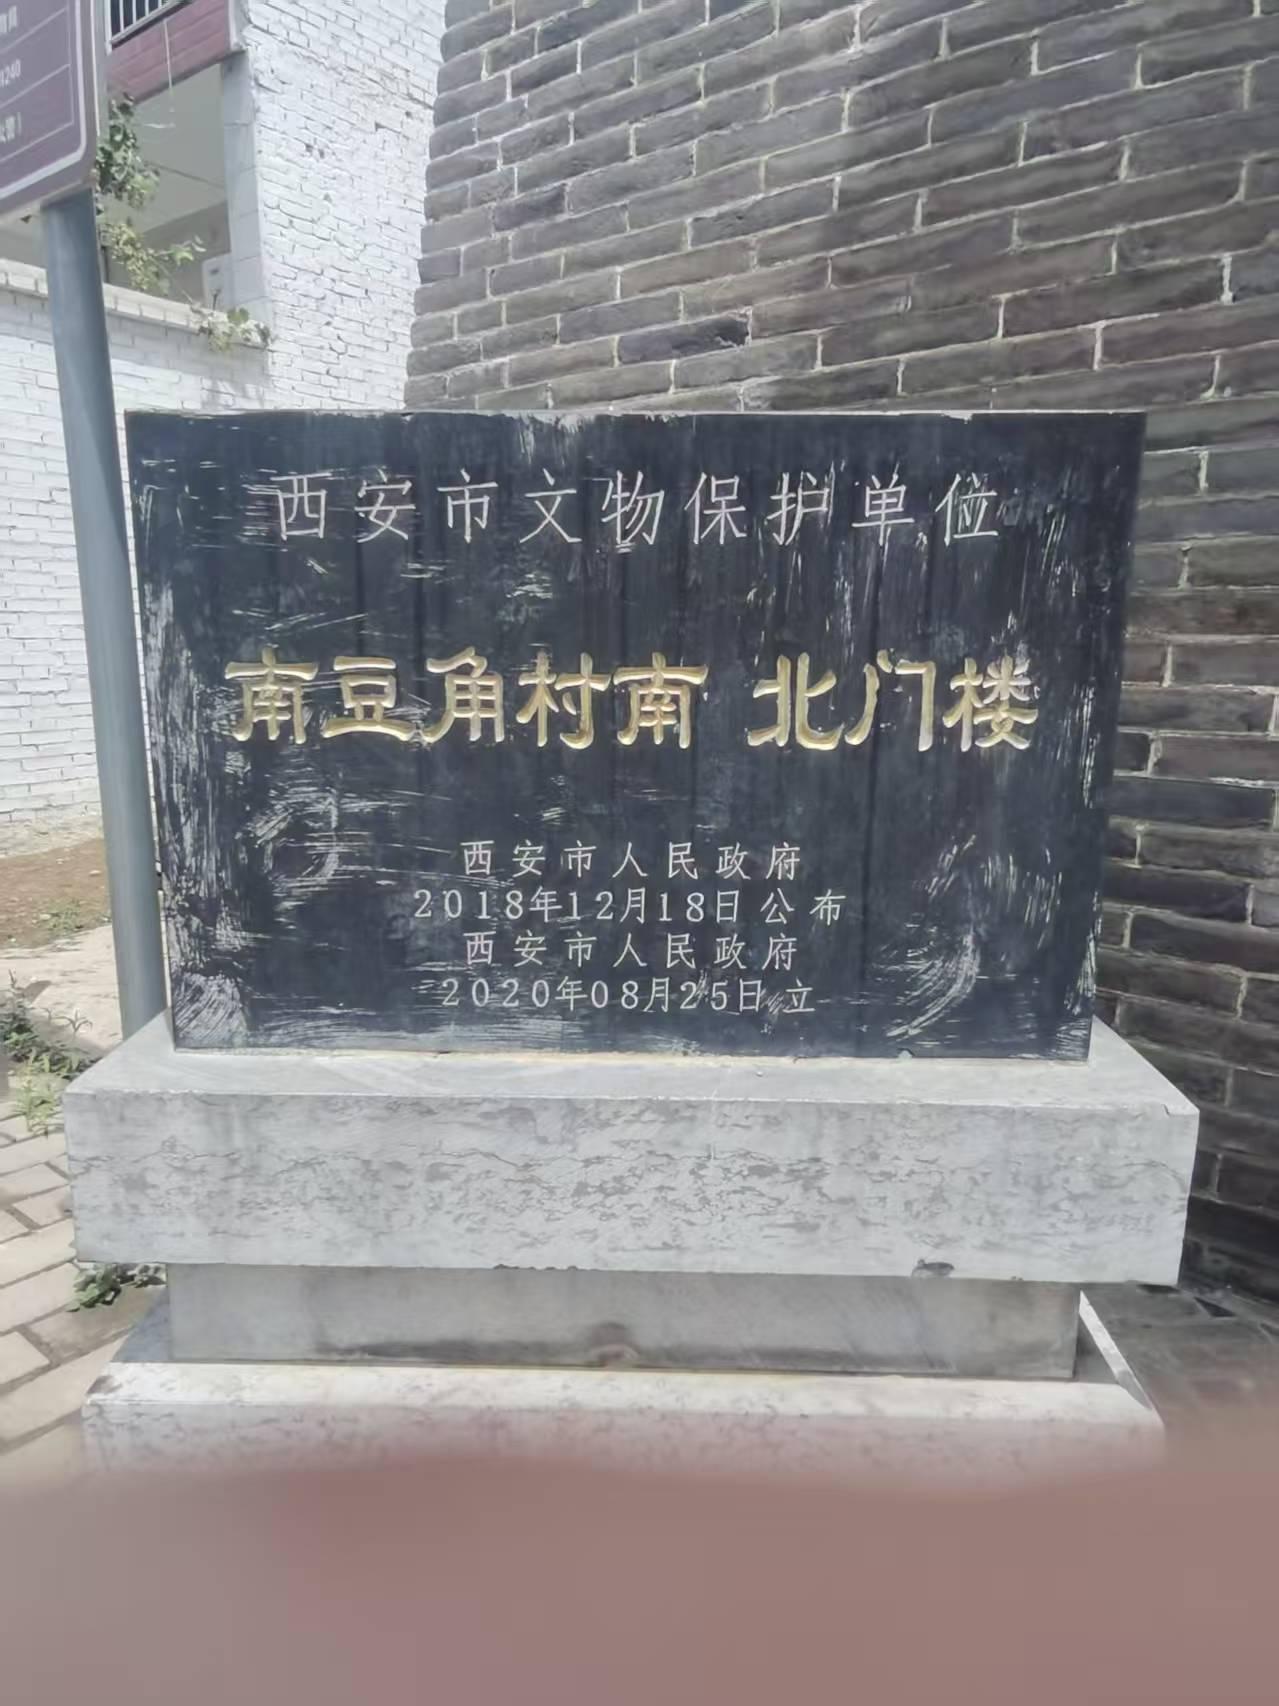 1240
西安市文物保护单位
南豆角村南 北门楼
西安市人民政府
2018年12月18日公布
西安市人民政府
2020年08月25日立